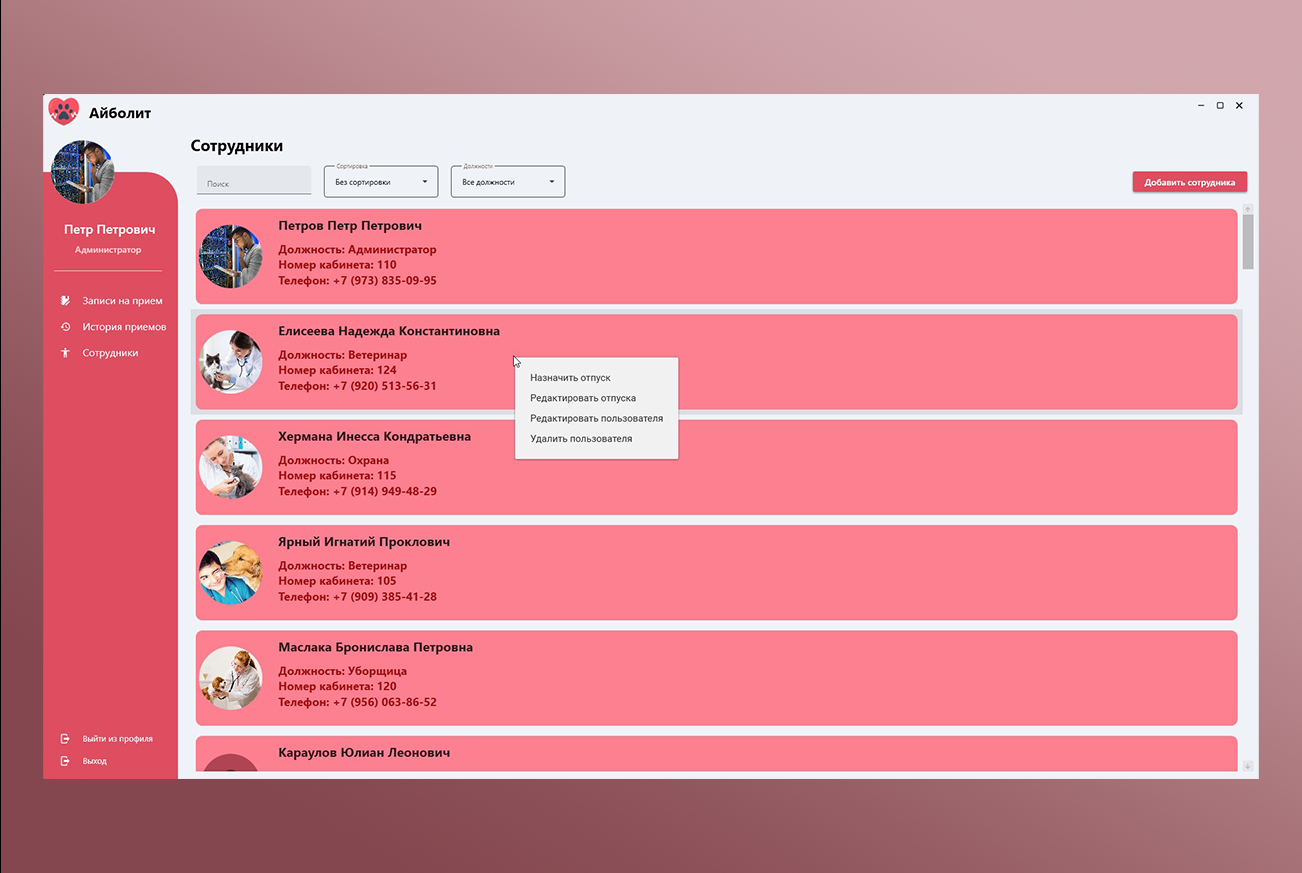 Айболит
Петр Петрович
Администратор
Записи на прием
История приемов
Сотрудники
Выйти из профиля
Выход
Сотрудники
Поиск
Сортировка
Без сортировки
Должности
Все должности
Добавить сотрудника
Петров Петр Петрович
Должность: Администратор
Номер кабинета: 110
Телефон: +7 (973) 835-09-95
Елисеева Надежда Константиновна
Должность: Ветеринар
Номер кабинета: 124
Телефон: +7 (920) 513-56-31
Назначить отпуск
Редактировать отпуска
Редактировать пользователя
Удалить пользователя
Хермана Инесса Кондратьевна
Должность: Охрана
Номер кабинета: 115
Телефон: +7 (914) 949-48-29
Ярный Игнатий Проклович
Должность: Ветеринар
Номер кабинета: 105
Телефон: +7 (909) 385-41-28
Маслака Бронислава Петровна
Должность: Уборщица
Номер кабинета: 120
Телефон: +7 (956) 063-86-52
Караулов Юлиан Леонович